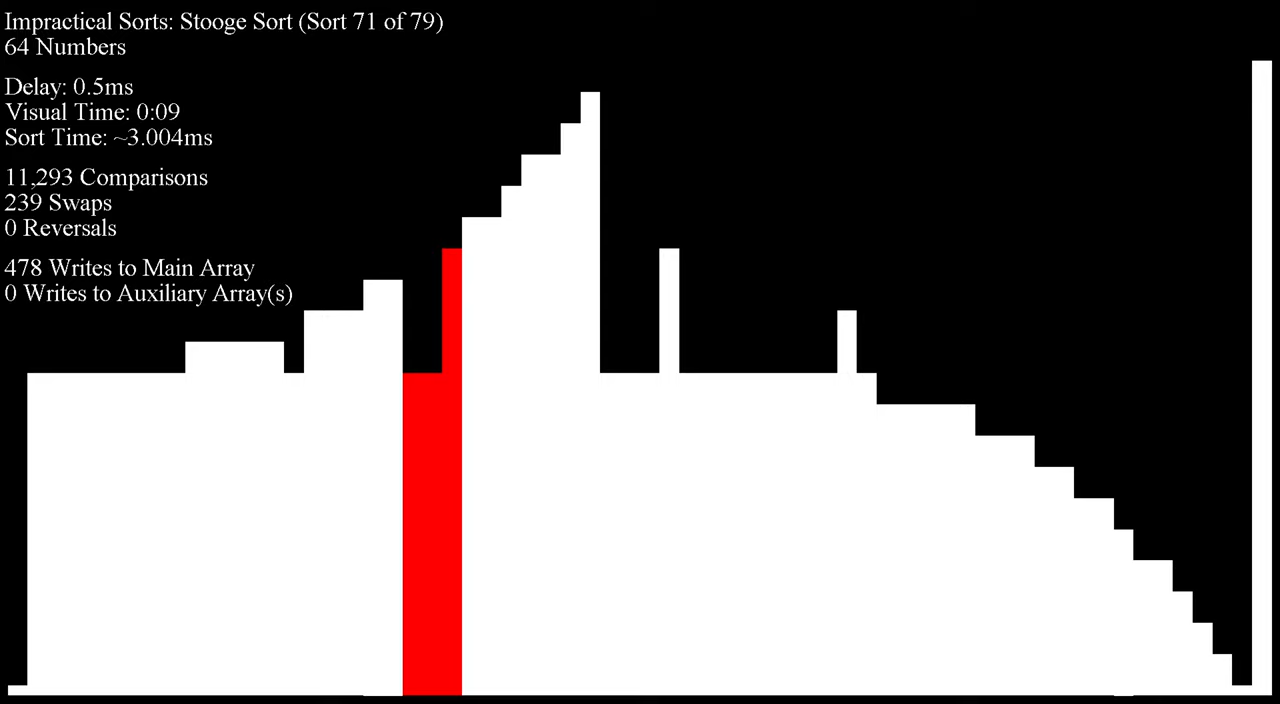 Impractical Sorts: Stooge Sort (Sort 71 of 79)
64 Numbers
Delay: 0.5ms
Visual Time: 0:09
Sort Time: ~3.004ms
11,293 Comparisons
239 Swaps
0 Reversals
478 Writes to Main Array
0 Writes to Auxiliary Array(s)